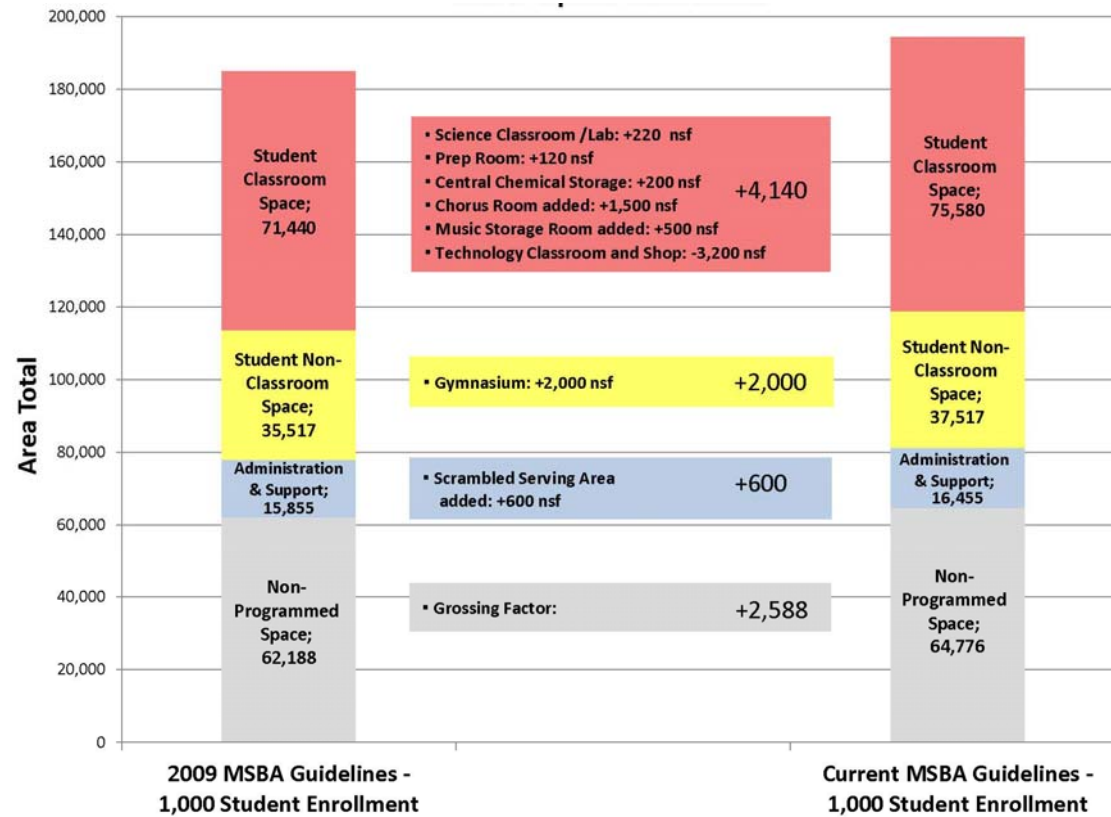 200,000
180,000
160,000
140,000
120,000
100,000
80,000
60,000
40,000
20,000
0
Area Total
Student
Classroom
Space;
71,440
Student Non-
Classroom
Space;
35,517
Administration
& Support;
15,855
Non-
Programmed
Space;
62,188
▪ Science Classroom /Lab: +220 nsf
▪ Prep Room: +120 nsf
▪ Central Chemical Storage: +200 nsf
▪ Chorus Room added: +1,500 nsf
▪ Music Storage Room added: +500 nsf
▪ Technology Classroom and Shop: -3,200 nsf
+4,140
▪ Gymnasium: +2,000 nsf
+2,000
▪ Scrambled Serving Area
added: +600 nsf
+600
▪ Grossing Factor:
+2,588
Student
Classroom
Space;
75,580
Student Non-
Classroom
Space;
37,517
Administration
& Support;
16,455
Non-
Programmed
Space;
64,776
2009 MSBA Guidelines -
1,000 Student Enrollment
Current MSBA Guidelines -
1,000 Student Enrollment